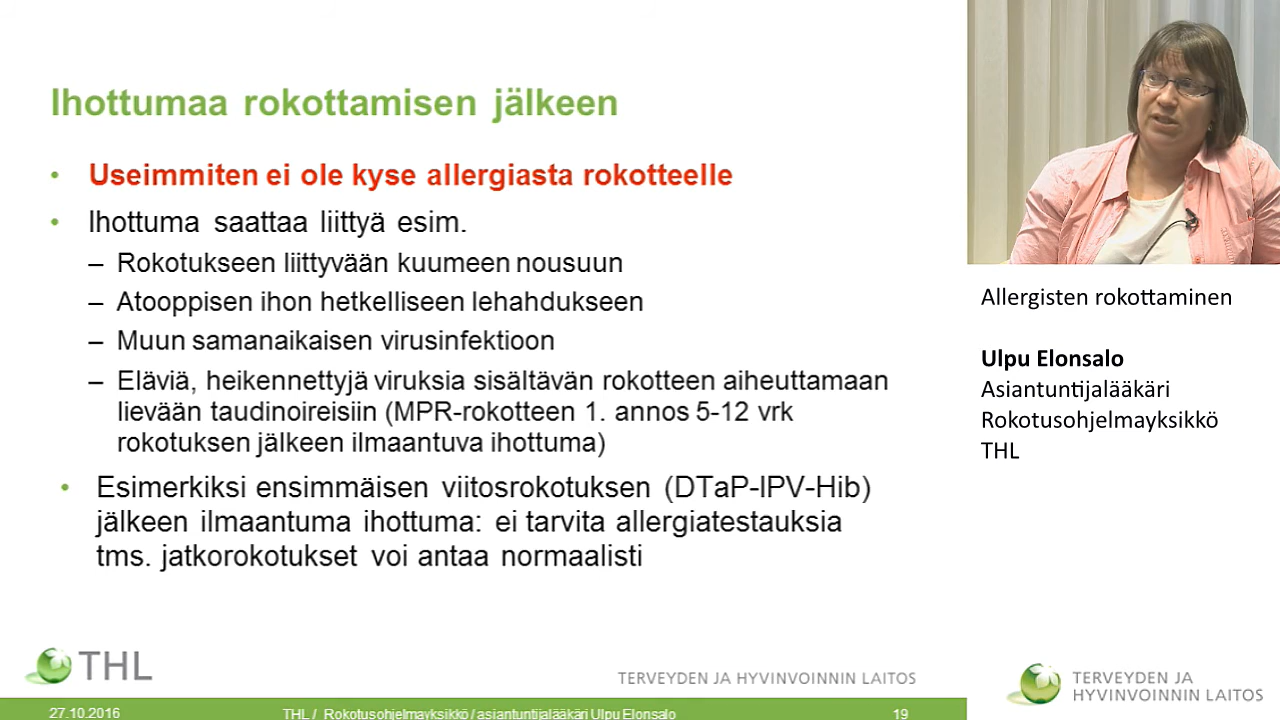 Ihottumaa rokottamisen jälkeen
• Useimmiten ei ole kyse allergiasta rokotteelle
• Ihottuma saattaa liittyä esim.
– Rokotukseen liittyvään kuumeen nousuun
– Atooppisen ihon hetkelliseen lehahdukseen
– Muun samanaikaisen virusinfektioon
– Eläviä, heikennettyjä viruksia sisältävän rokotteen aiheuttamaan
lievään taudinoireisiin (MPR-rokotteen 1. annos 5-12 vrk
rokotuksen jälkeen ilmaantuva ihottuma)
• Esimerkiksi ensimmäisen viitosrokotuksen (DTaP-IPV-Hib)
jälkeen ilmaantuma ihottuma: ei tarvita allergiatestauksia
tms. jatkorokotukset voi antaa normaalisti
THL
TERVEYDEN JA HYVINVOINNIN LAITOS
27.10.2016
THL / Rokotusohjelmayksikkö / asiantuntijalääkäri Ulpu Elonsalo
19
Allergisten rokottaminen
Ulpu Elonsalo
Asiantuntijalääkäri
Rokotusohjelmayksikkö
THL
TERVEYDEN JA
HYVINVOINNIN LAITOS